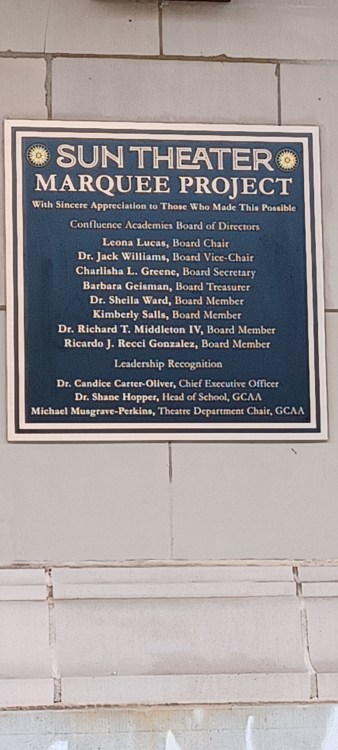 SUN THEATER
MARQUEE PROJECT
With Sincere Appreciation to Those Who Made This Possible
Confluence Academies Board of Directors
Leona Lucas, Board Chair
Dr. Jack Williams, Board Vice-Chair
Charlisha L. Greene, Board Secretary
Barbara Geisman, Board Treasurer
Dr. Sheila Ward, Board Member
Kimberly Salls, Board Member
Dr. Richard T. Middleton IV, Board Member
Ricardo J. Recci Gonzalez, Board Member
Leadership Recognition
Dr. Candice Carter-Oliver, Chief Executive Officer
Dr. Shane Hopper, Head of School, GCAA
Michael Musgrave-Perkins, Theatre Department Chair, GCAA